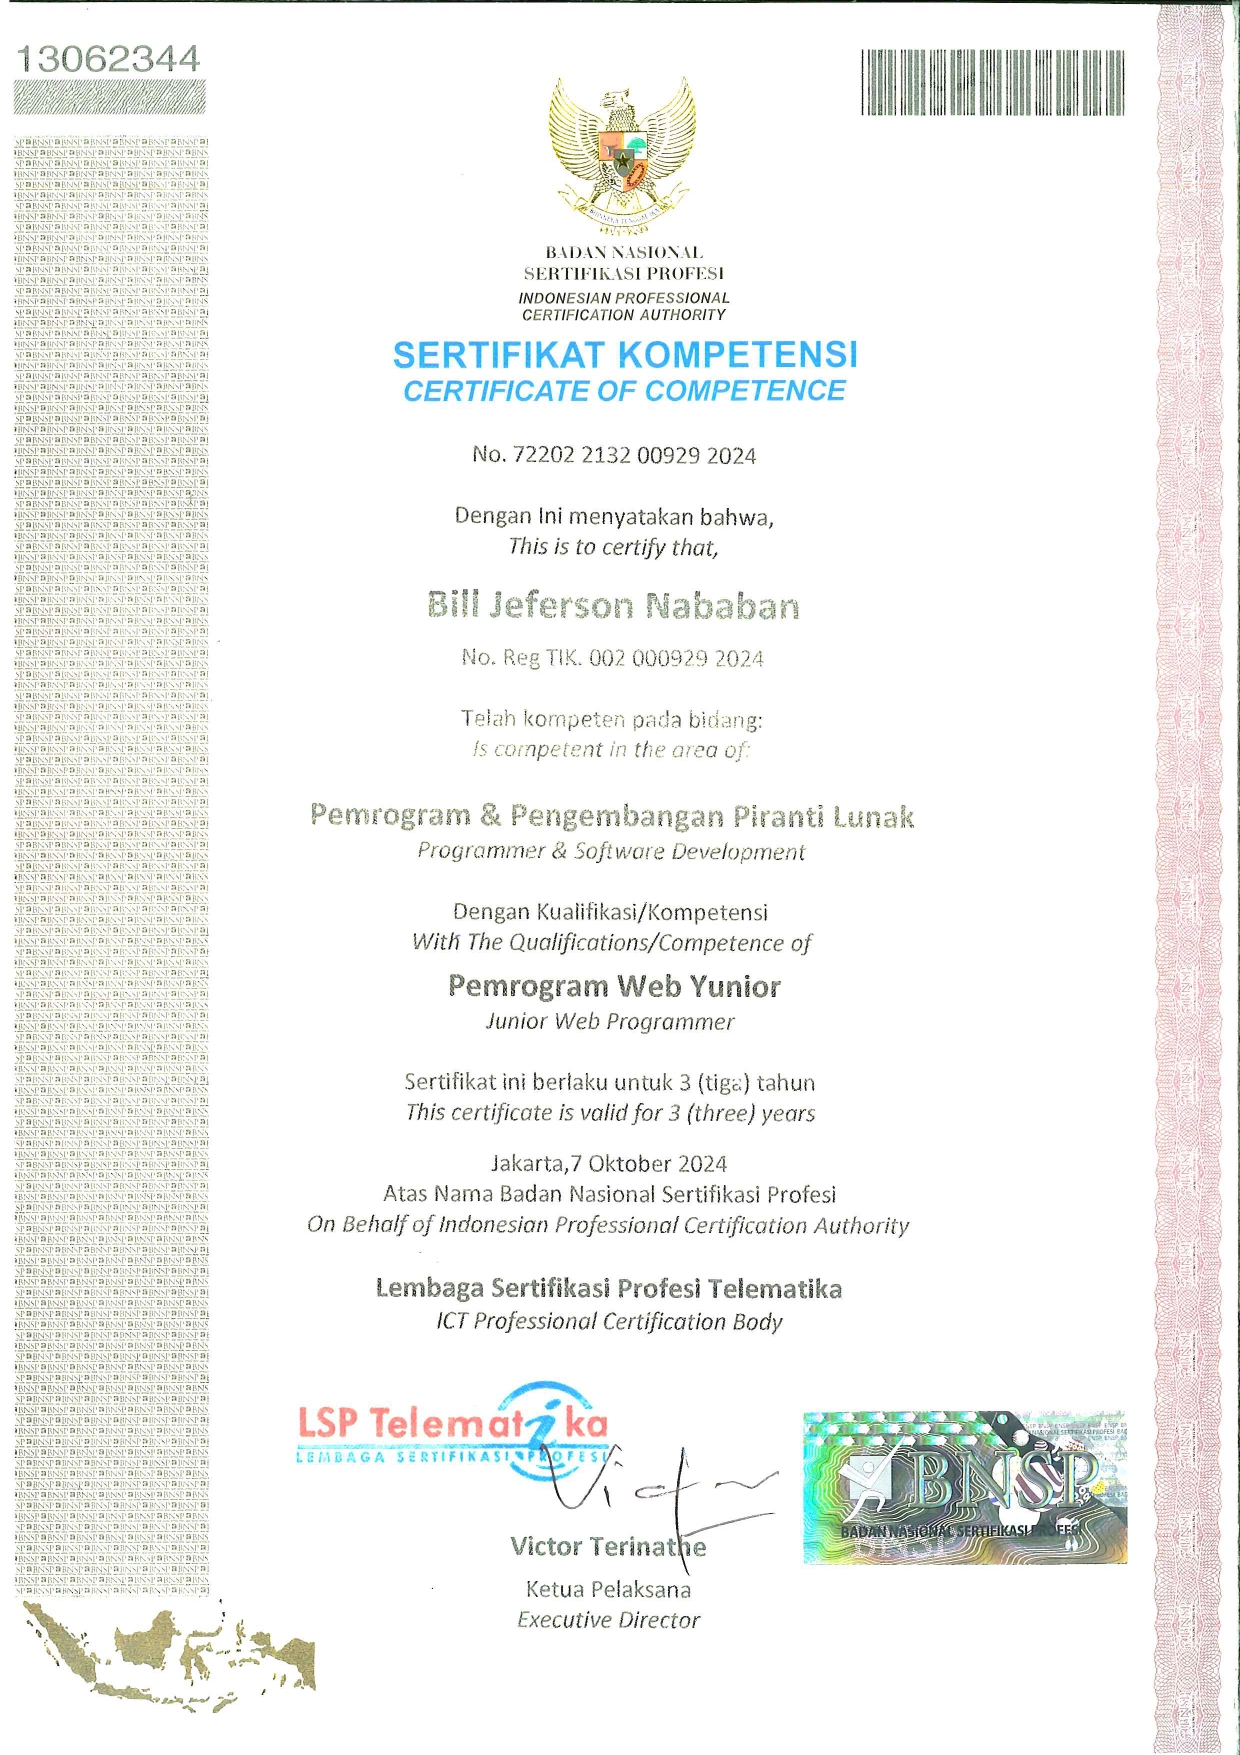 13062344
BADAN NASIONAL
SERTIFIKASI PROFESI
INDONESIAN PROFESSIONAL
CERTIFICATION AUTHORITY
SERTIFIKAT KOMPETENSI
CERTIFICATE OF COMPETENCE
No. 72202 2132 00929 2024
Dengan Ini menyatakan bahwa,
This is to certify that,
Bill Jeferson Nababan
No. Reg TIK. 002 000929 2024
Telah kompeten pada bidang:
Is competent in the area of:
Pemrogram & Pengembangan Piranti Lunak
Programmer & Software Development
Dengan Kualifikasi/Kompetensi
With The Qualifications/Competence of
Pemrogram Web Yunior
Junior Web Programmer
Sertifikat ini berlaku untuk 3 (tiga) tahun
This certificate is valid for 3 (three) years
Jakarta,7 Oktober 2024
Atas Nama Badan Nasional Sertifikasi Profesi
On Behalf of Indonesian Professional Certification Authority
Lembaga Sertifikasi Profesi Telematika
ICT Professional Certification Body
LSP Telematika
LEMBAGA SERTIFIKASI PROFESI
BNSP
BADAN NASIONAL SERTIFIKASI PROFESI
Victor Terinathe
Ketua Pelaksana
Executive Director